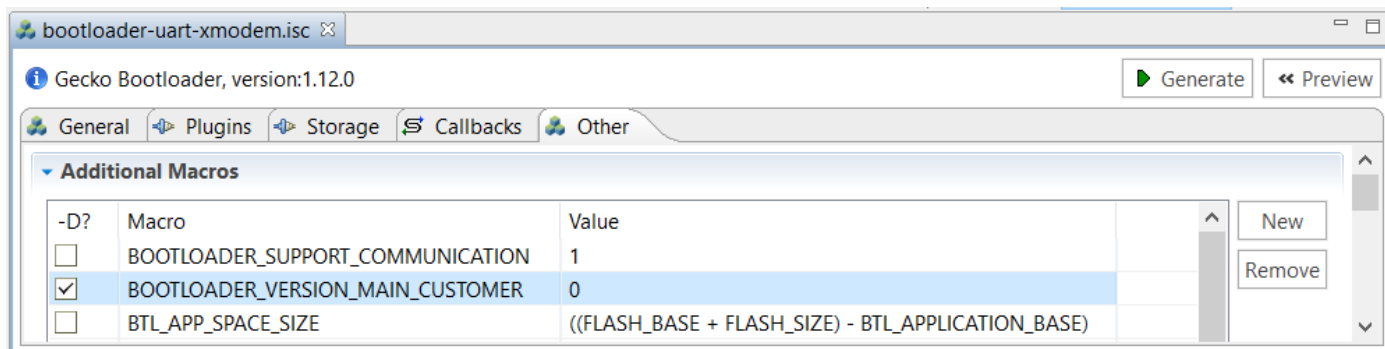 bootloader-uart-xmodem.isc
Gecko Bootloader, version:1.12.0 Generate Preview
General Plugins Storage Callbacks Other
Additional Macros
-D? Macro Value New
BOOTLOADER_SUPPORT_COMMUNICATION 1
Remove
BOOTLOADER_VERSION_MAIN_CUSTOMER 0
BTL_APP_SPACE_SIZE ((FLASH_BASE + FLASH_SIZE) - BTL_APPLICATION_BASE)